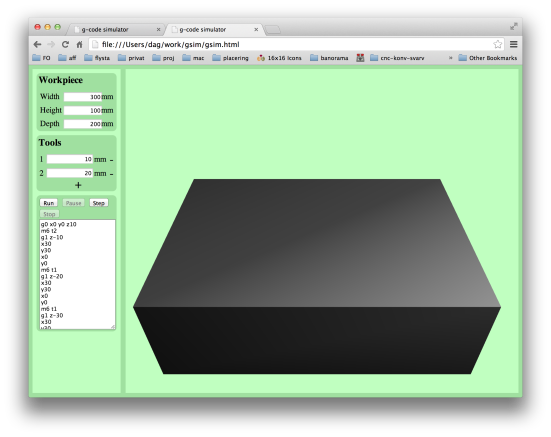 g-code simulator
g-code simulator
file:///Users/dag/work/gsim/gsim.html
FO aff flysta privat proj mac placering 16x16 Icons banorama cnc-konv-svarv » Other Bookmarks
Workpiece
Width 300 mm
Height 100 mm
Depth 200 mm
Tools
1 10 mm -
2 20 mm -
+
Run Pause Step
Stop
g0 x0 y0 z10
m6 t2
g1 z-10
x30
y30
x0
y0
m6 t1
g1 z-20
x30
y30
x0
y0
m6 t1
g1 z-30
x30
y30